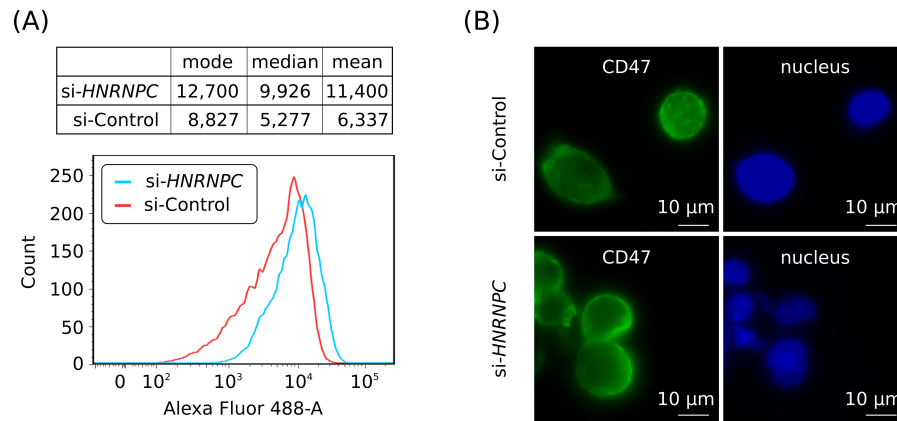 (A)
mode median mean
si-HNRNPC 12,700 9,926 11,400
si-Control 8,827 5,277 6,337
si-HNRNPC
si-Control
250
200
150
100
50
0
Count
0 10² 10³ 10⁴ 10⁵
Alexa Fluor 488-A
(B)
CD47 nucleus
si-Control
10 µm 10 µm
CD47 nucleus
si-HNRNPC
10 µm 10 µm